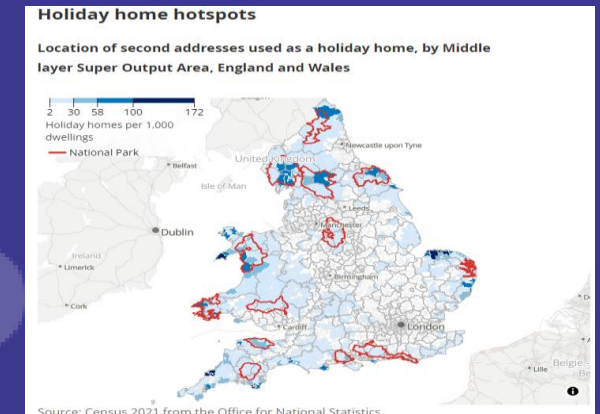 Holiday home hotspots
Location of second addresses used as a holiday home, by Middle
layer Super Output Area, England and Wales
2 30 58 100 172
Holiday homes per 1,000
dwellings
National Park
Newcastle upon Tyne
United Kingdom
Belfast
Isle of Man
Leeds
Dublin
Manchester
Ireland
Limerick
Birmingham
Cork
Cardiff
London
Lille
België
Source: Census 2021 from the Office for National Statistics